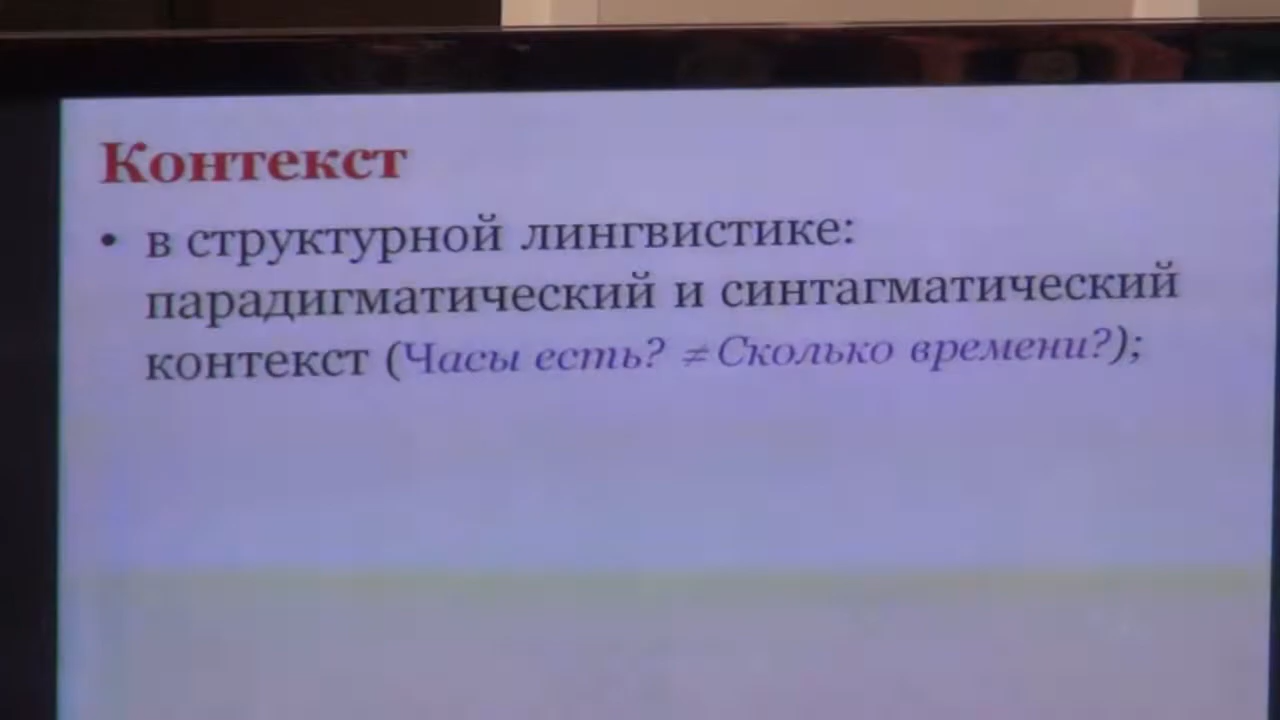 Контекст
• в структурной лингвистике:
парадигматический и синтагматический
контекст (Часы есть? ≠ Сколько времени?);